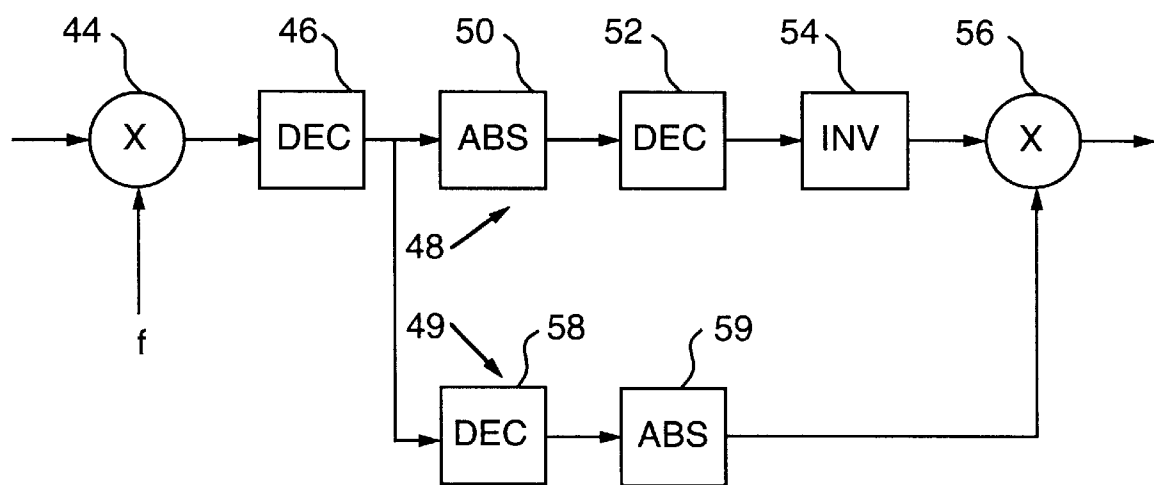 44 46 50 52 54 56
X DEC ABS DEC INV X
48
f 49 58 59
DEC ABS